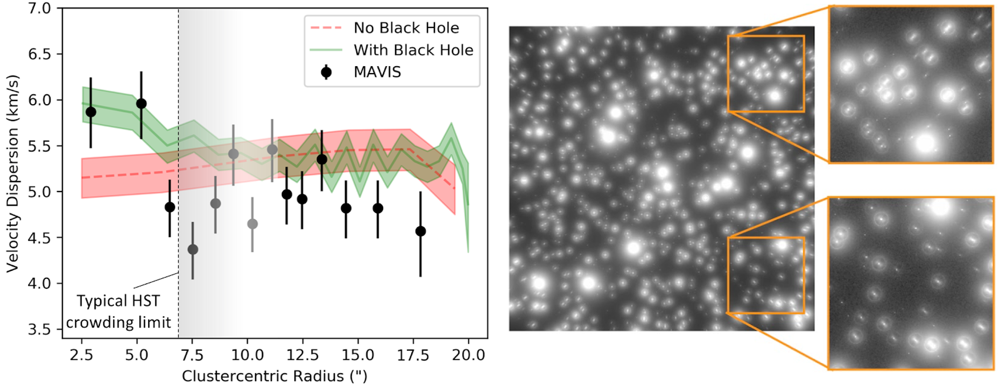 7.0
6.5
6.0
5.5
5.0
4.5
4.0
3.5
Velocity Dispersion (km/s)
No Black Hole
With Black Hole
MAVIS
Typical HST
crowding limit
2.5 5.0 7.5 10.0 12.5 15.0 17.5 20.0
Clustercentric Radius (")